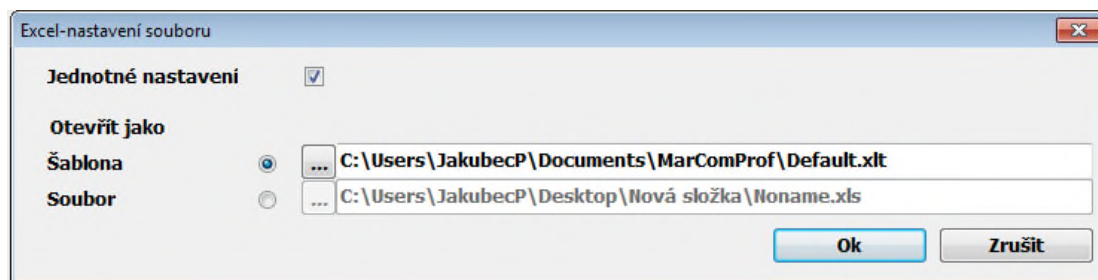 Excel-nastavení souboru
Jednotné nastavení
Otevřít jako
Šablona ... C:\Users\JakubecP\Documents\MarComProf\Default.xlt
Soubor ... C:\Users\JakubecP\Desktop\Nová složka\Noname.xls
Ok Zrušit